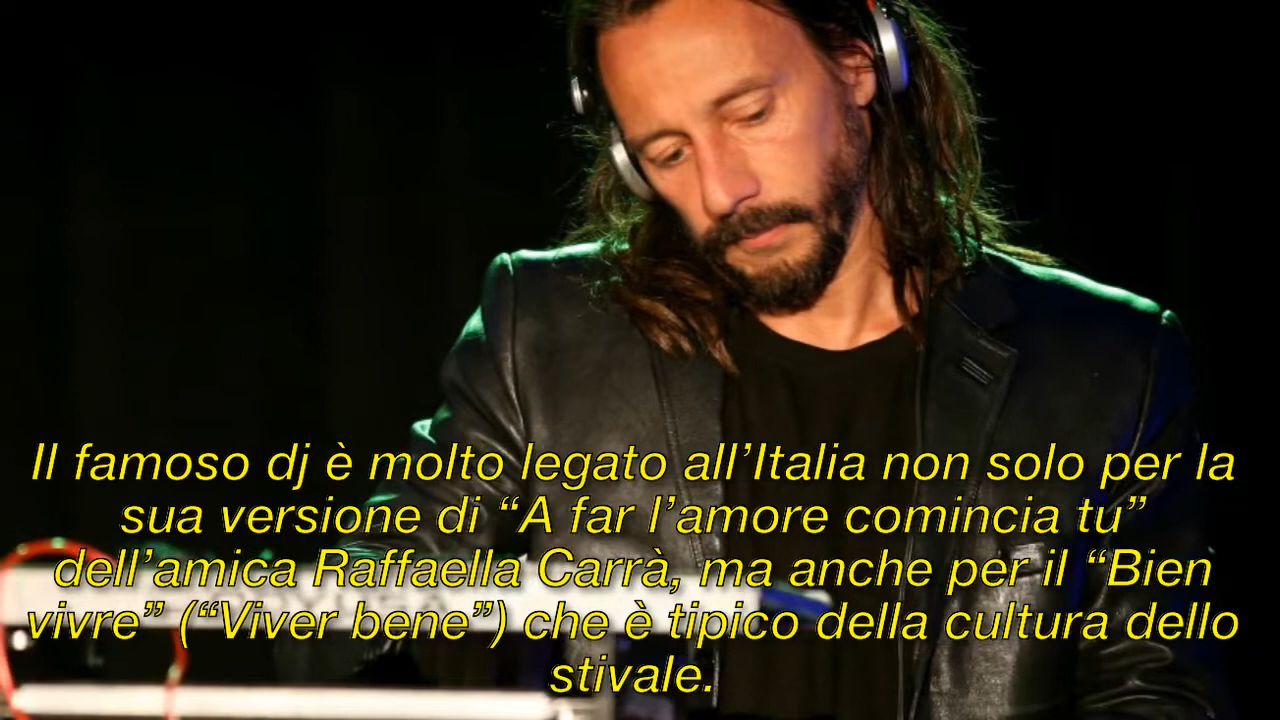 Il famoso dj è molto legato all’Italia non solo per la
sua versione di “A far l’amore comincia tu”
dell’amica Raffaella Carrà, ma anche per il “Bien
vivre” (“Viver bene”) che è tipico della cultura dello
stivale.